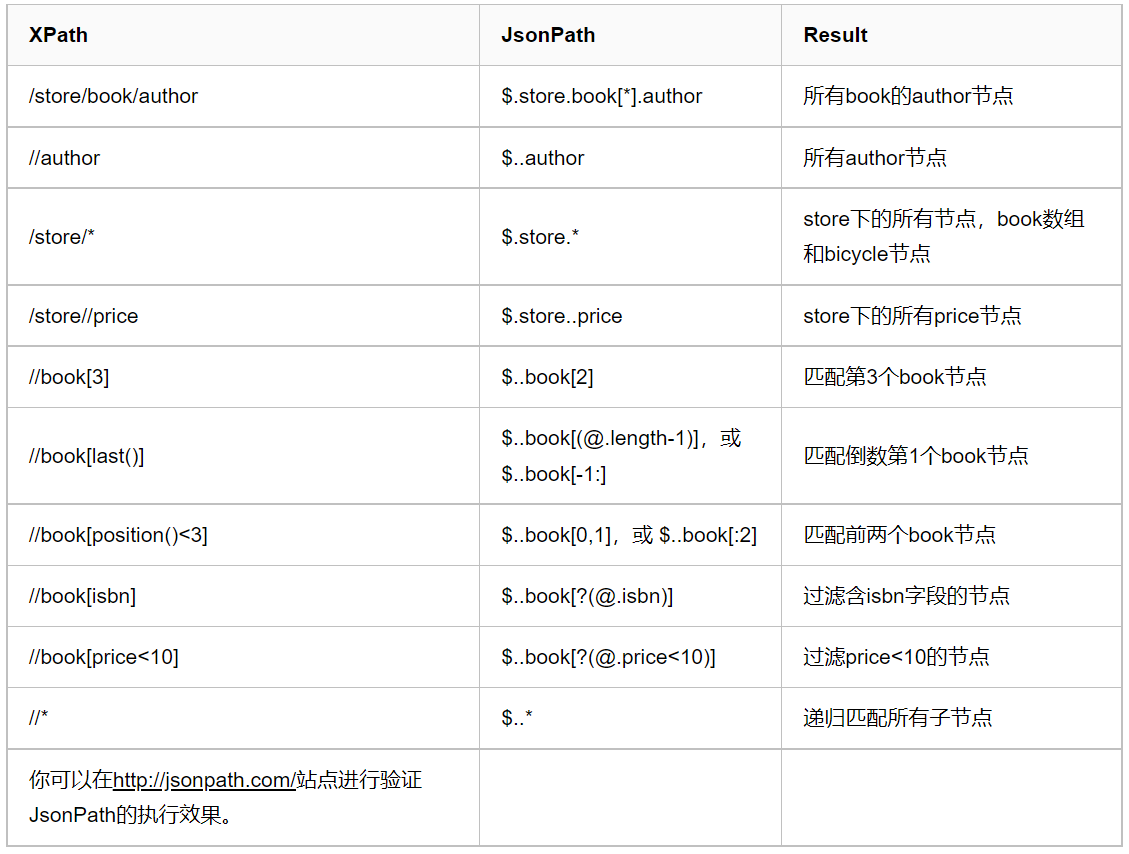 XPath JsonPath Result
/store/book/author $.store.book[*].author 所有book的author节点
//author $..author 所有author节点
/store/* $.store.* store下的所有节点，book数组
和bicycle节点
/store//price $.store..price store下的所有price节点
//book[3] $..book[2] 匹配第3个book节点
//book[last()] $..book[(@.length-1)]，或
$..book[-1:] 匹配倒数第1个book节点
//book[position()<3] $..book[0,1]，或 $..book[:2] 匹配前两个book节点
//book[isbn] $..book[?(@.isbn)] 过滤含isbn字段的节点
//book[price<10] $..book[?(@.price<10)] 过滤price<10的节点
//* $..* 递归匹配所有子节点
你可以在http://jsonpath.com/站点进行验证
JsonPath的执行效果。